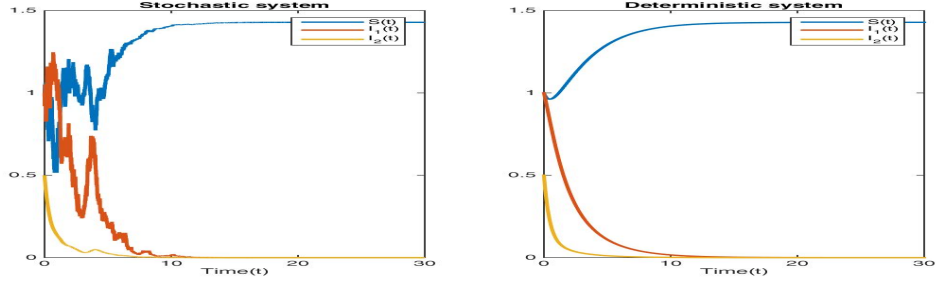 Stochastic system
1.5
1
0.5
0
0
10
20
30
Time(t)
S(t)
I1(t)
I2(t)
Deterministic system
1.5
1
0.5
0
0
10
20
30
Time(t)
S(t)
I1(t)
I2(t)